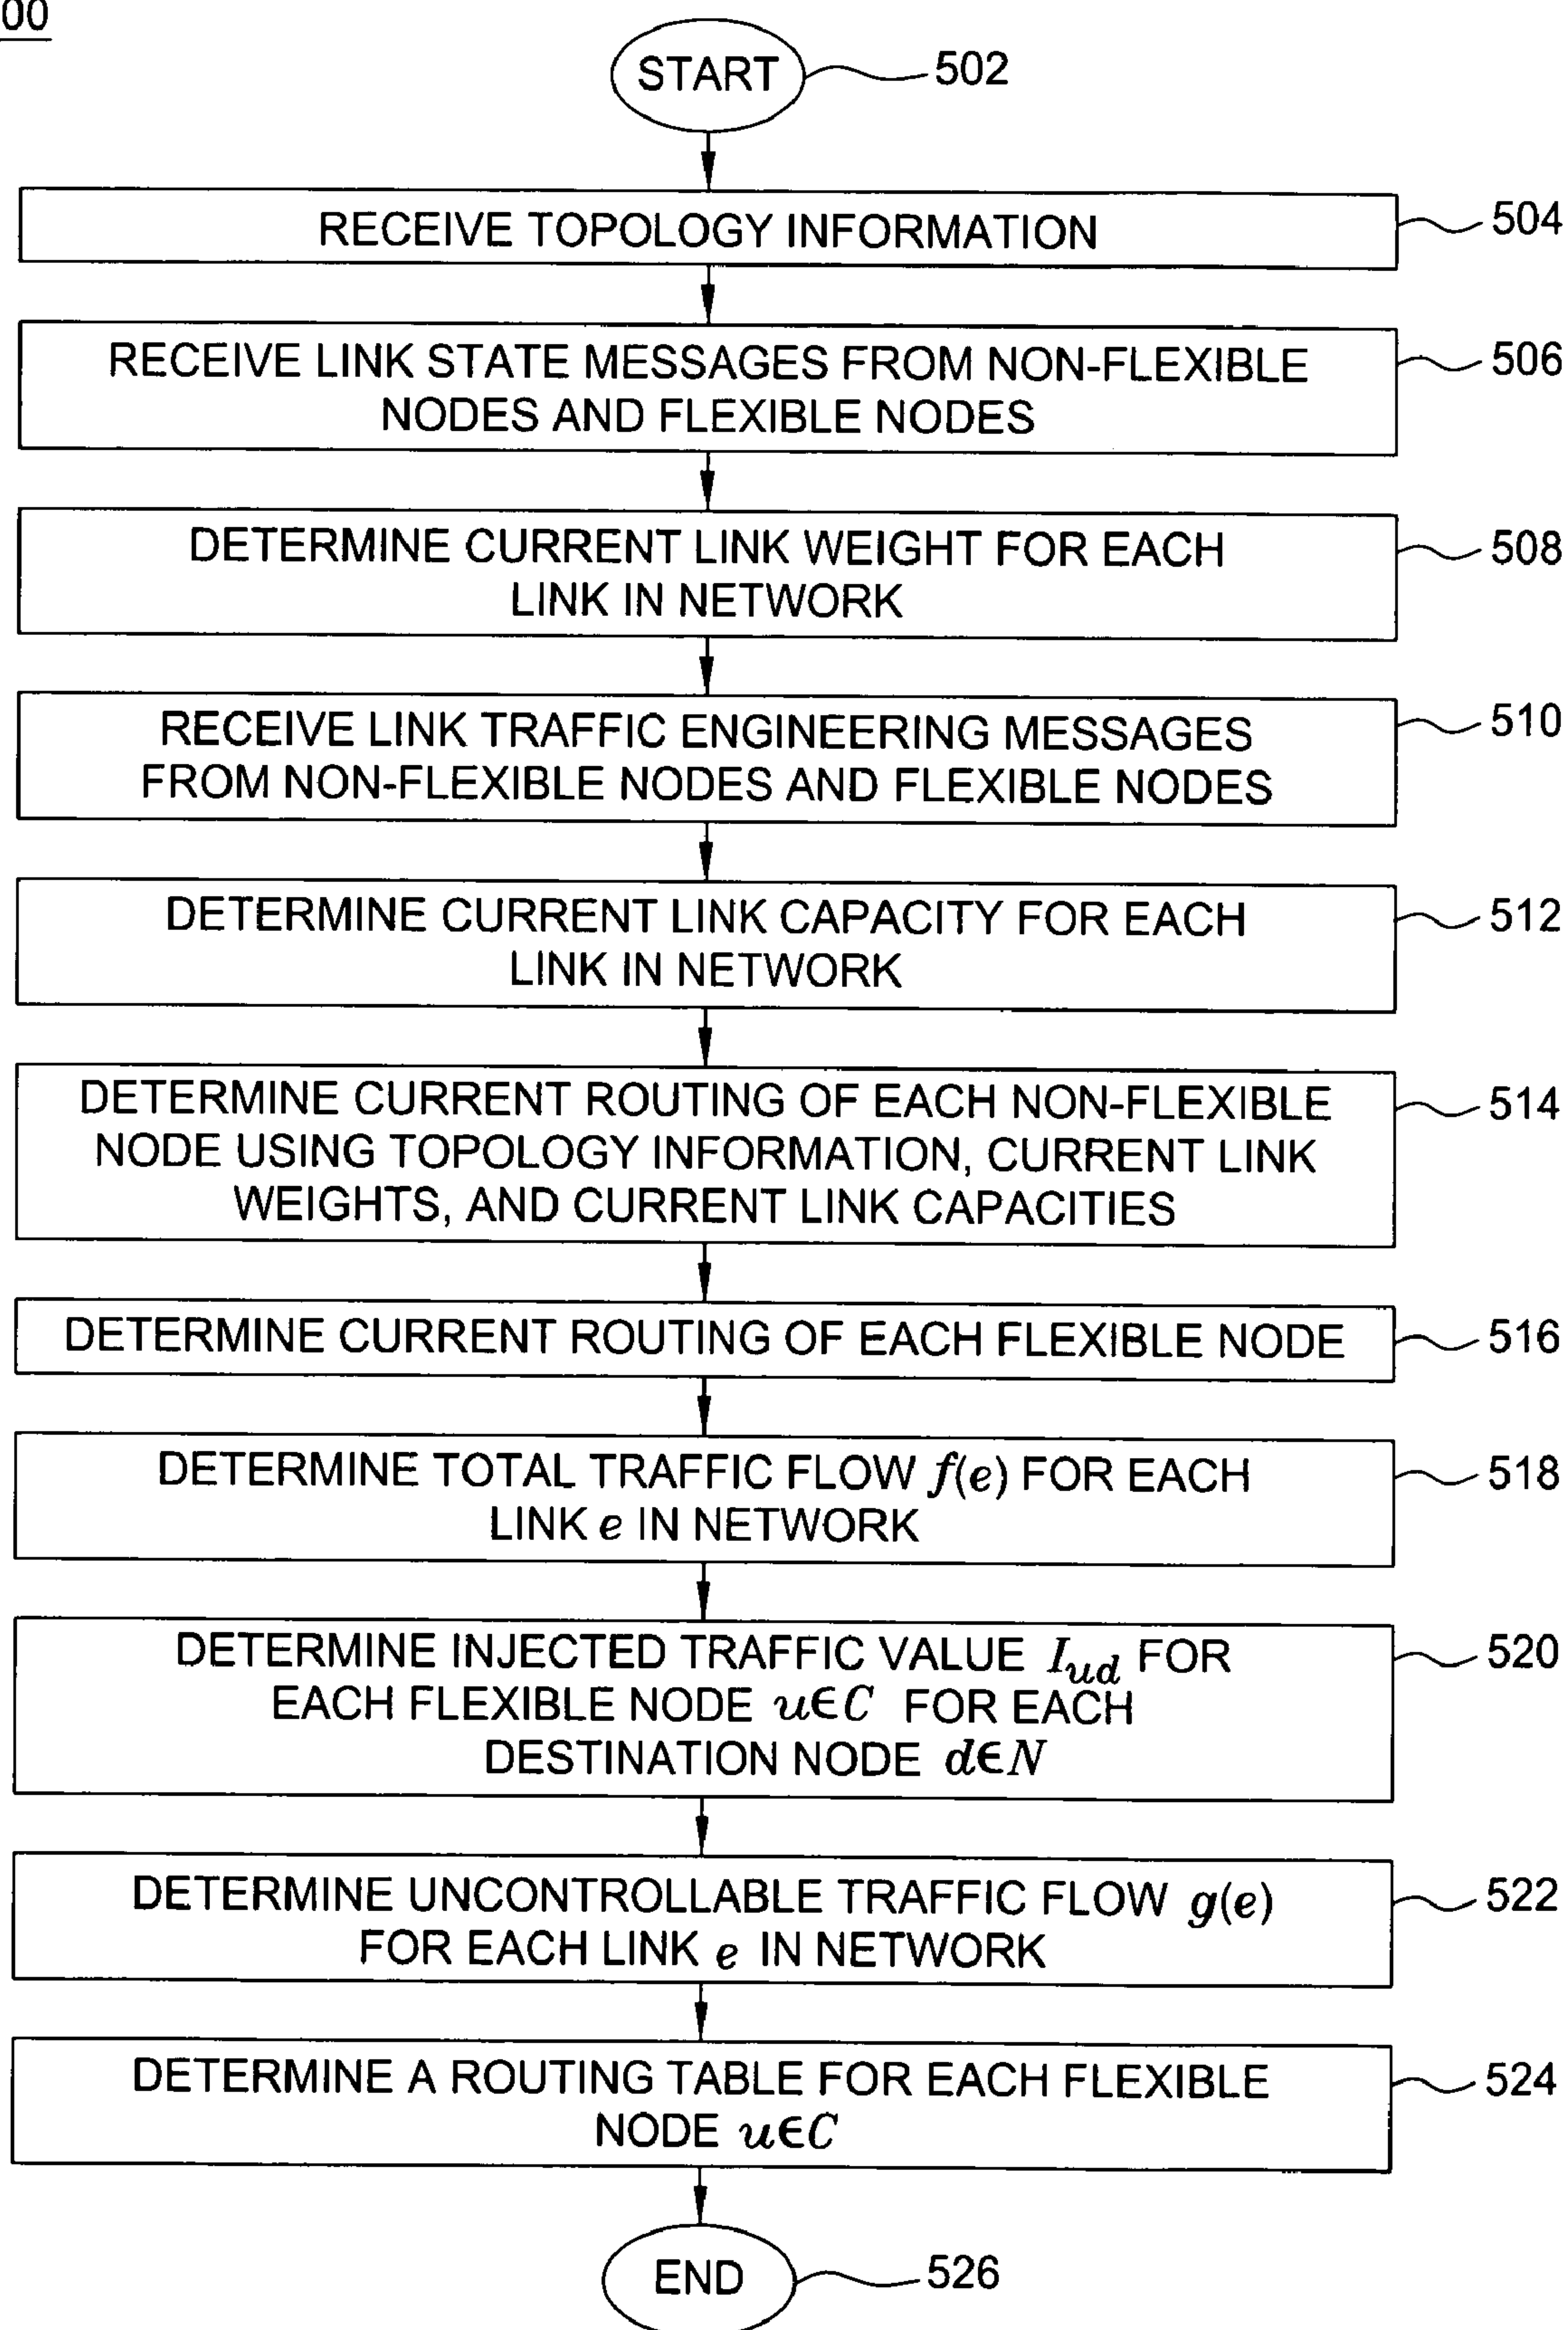 00
START 502
RECEIVE TOPOLOGY INFORMATION 504
RECEIVE LINK STATE MESSAGES FROM NON-FLEXIBLE 506
NODES AND FLEXIBLE NODES
DETERMINE CURRENT LINK WEIGHT FOR EACH 508
LINK IN NETWORK
RECEIVE LINK TRAFFIC ENGINEERING MESSAGES 510
FROM NON-FLEXIBLE NODES AND FLEXIBLE NODES
DETERMINE CURRENT LINK CAPACITY FOR EACH 512
LINK IN NETWORK
DETERMINE CURRENT ROUTING OF EACH NON-FLEXIBLE 514
NODE USING TOPOLOGY INFORMATION, CURRENT LINK
WEIGHTS, AND CURRENT LINK CAPACITIES
DETERMINE CURRENT ROUTING OF EACH FLEXIBLE NODE 516
DETERMINE TOTAL TRAFFIC FLOW f(e) FOR EACH 518
LINK e IN NETWORK
DETERMINE INJECTED TRAFFIC VALUE Iud FOR 520
EACH FLEXIBLE NODE uϵC FOR EACH
DESTINATION NODE dϵN
DETERMINE UNCONTROLLABLE TRAFFIC FLOW g(e) 522
FOR EACH LINK e IN NETWORK
DETERMINE A ROUTING TABLE FOR EACH FLEXIBLE 524
NODE uϵC
END 526